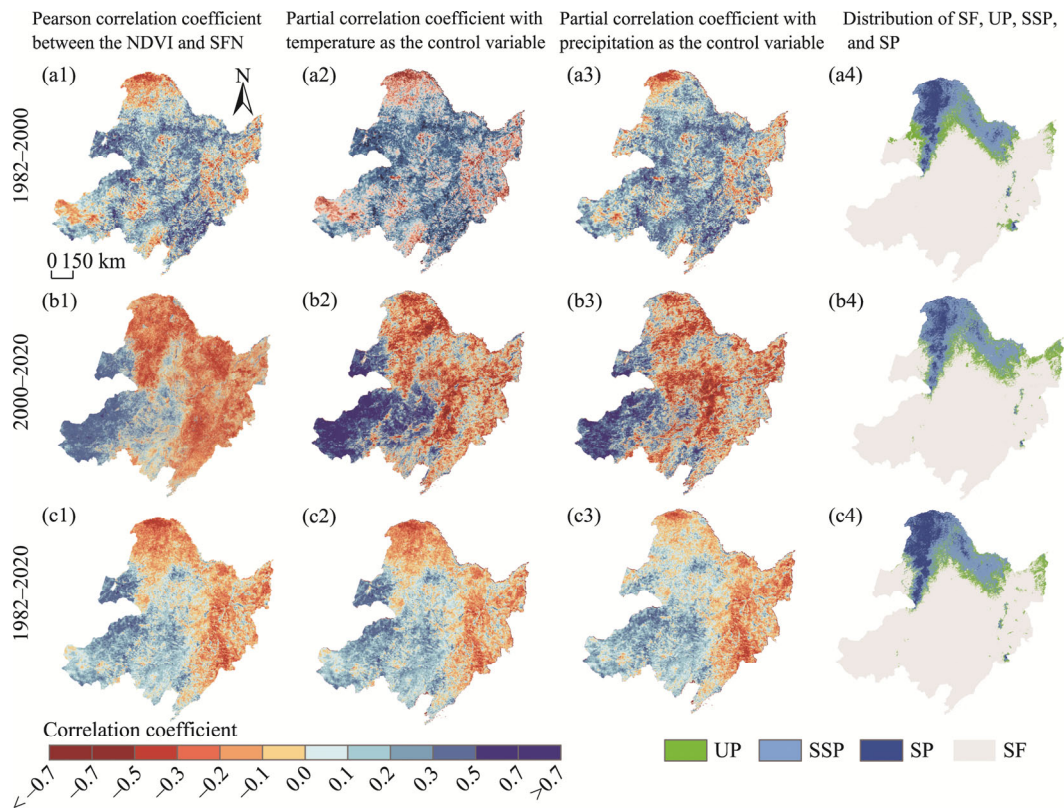 Pearson correlation coefficient
between the NDVI and SFN
Partial correlation coefficient with
temperature as the control variable
Partial correlation coefficient with
precipitation as the control variable
Distribution of SF, UP, SSP,
and SP
1982–2000
(a1)
N
(a2)
(a3)
(a4)
0 150 km
2000–2020
(b1)
(b2)
(b3)
(b4)
1982–2020
(c1)
(c2)
(c3)
(c4)
Correlation coefficient
< −0.7
−0.7
−0.5
−0.3
−0.2
−0.1
0.0
0.1
0.2
0.3
0.5
0.7
>0.7
UP
SSP
SP
SF